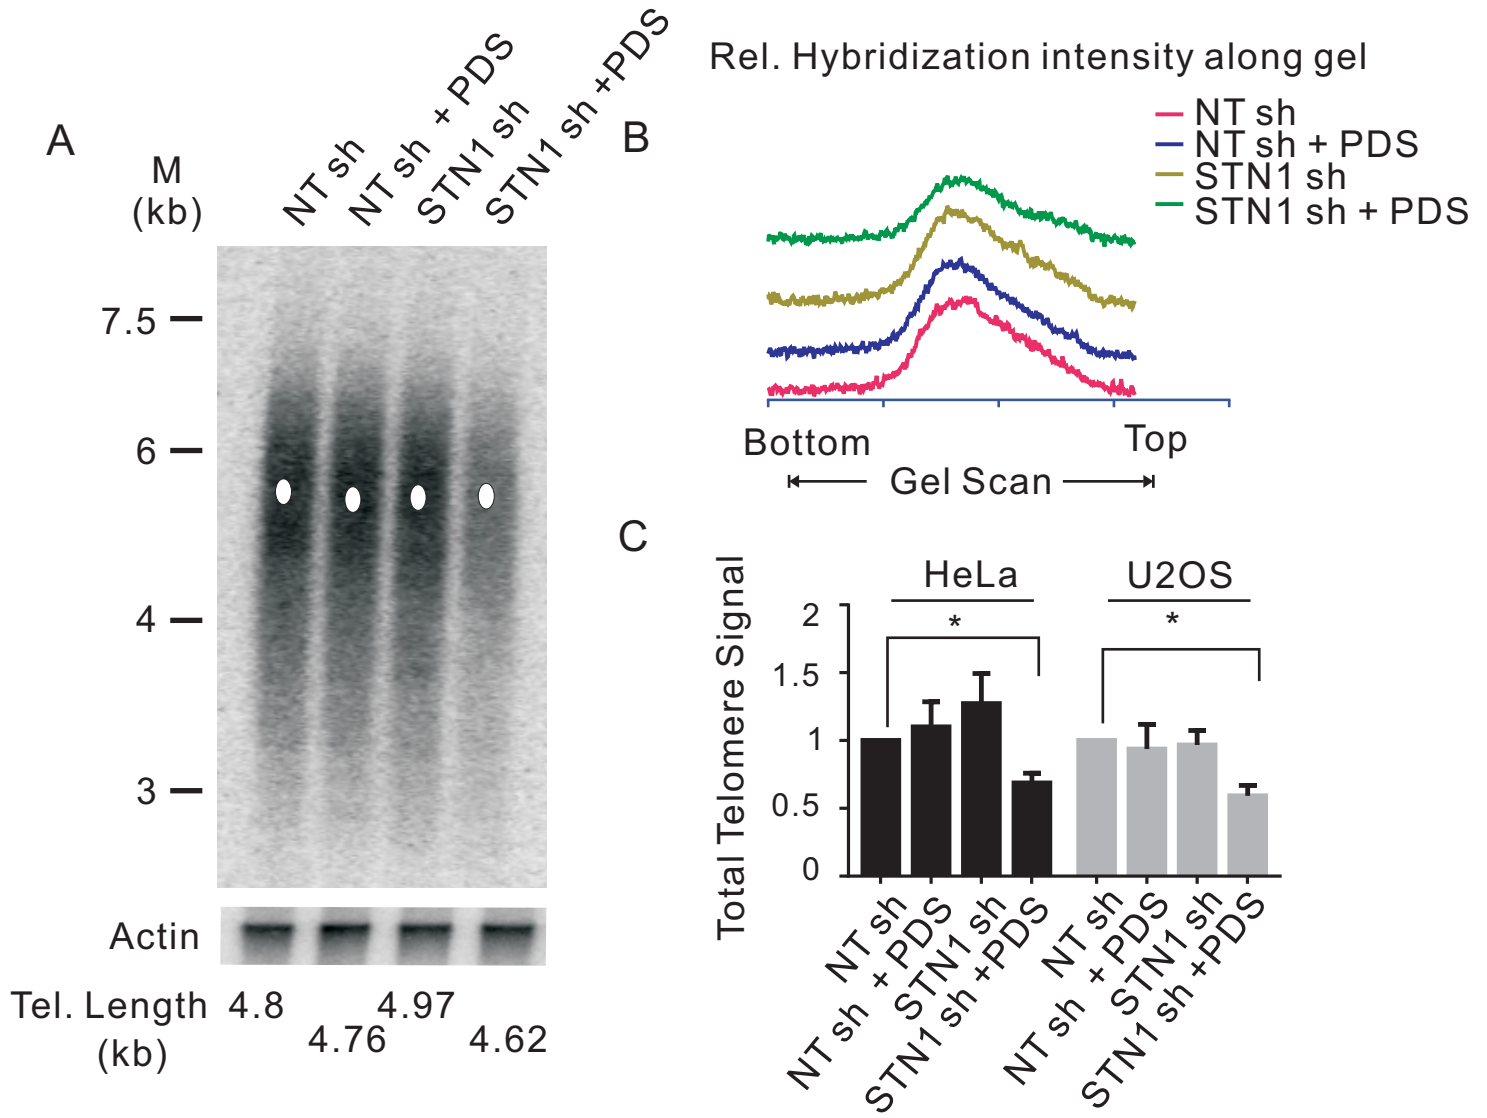 A
M
(kb)
NT sh
NT sh + PDS
STN1 sh
STN1 sh +PDS
7.5
6
4
3
Actin
Tel. Length
(kb)
4.8
4.76
4.97
4.62
Rel. Hybridization intensity along gel
B
NT sh
NT sh + PDS
STN1 sh
STN1 sh + PDS
Bottom
Top
Gel Scan
C
Total Telomere Signal
HeLa
U2OS
*
*
2
1.5
1
0.5
0
NT sh
NT sh + PDS
STN1 sh
STN1 sh +PDS
NT sh
NT sh + PDS
STN1 sh
STN1 sh +PDS